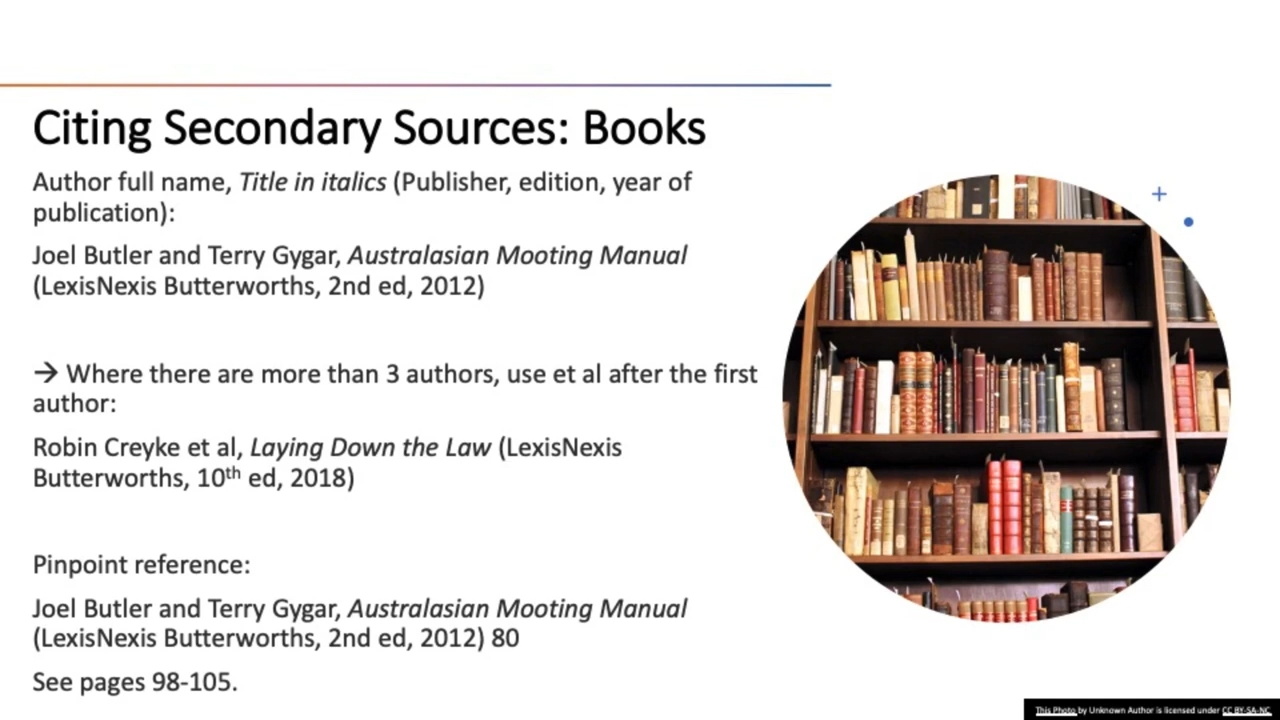 Citing Secondary Sources: Books
Author full name, Title in italics (Publisher, edition, year of
publication):
Joel Butler and Terry Gygar, Australasian Mooting Manual
(LexisNexis Butterworths, 2nd ed, 2012)
→ Where there are more than 3 authors, use et al after the first
author:
Robin Creyke et al, Laying Down the Law (LexisNexis
Butterworths, 10th ed, 2018)
Pinpoint reference:
Joel Butler and Terry Gygar, Australasian Mooting Manual
(LexisNexis Butterworths, 2nd ed, 2012) 80
See pages 98-105.
This Photo by Unknown Author is licensed under CC BY-SA-NC